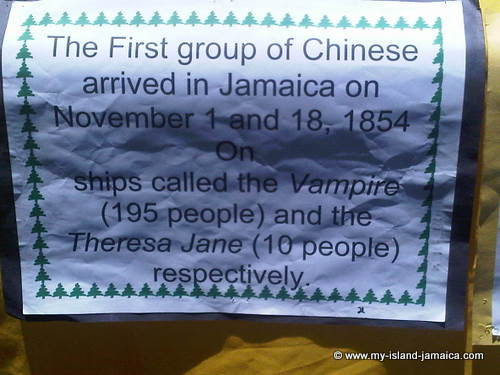 The First group of Chinese
arrived in Jamaica on
November 1 and 18, 1854
On
ships called the Vampire
(195 people) and the
Theresa Jane (10 people)
respectively.
© www.my-island-jamaica.com